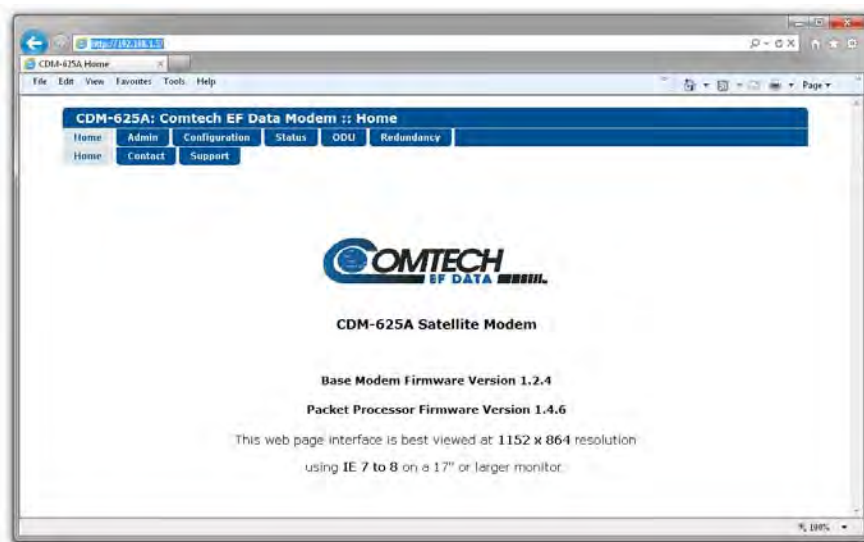 http://192.168.1.5/
CDM-625A Home
File Edit View Favorites Tools Help
Page
CDM-625A: Comtech EF Data Modem :: Home
Home Admin Configuration Status ODU Redundancy
Home Contact Support
COMTECH
EF DATA
CDM-625A Satellite Modem
Base Modem Firmware Version 1.2.4
Packet Processor Firmware Version 1.4.6
This web page interface is best viewed at 1152 x 864 resolution
using IE 7 to 8 on a 17" or larger monitor
100%